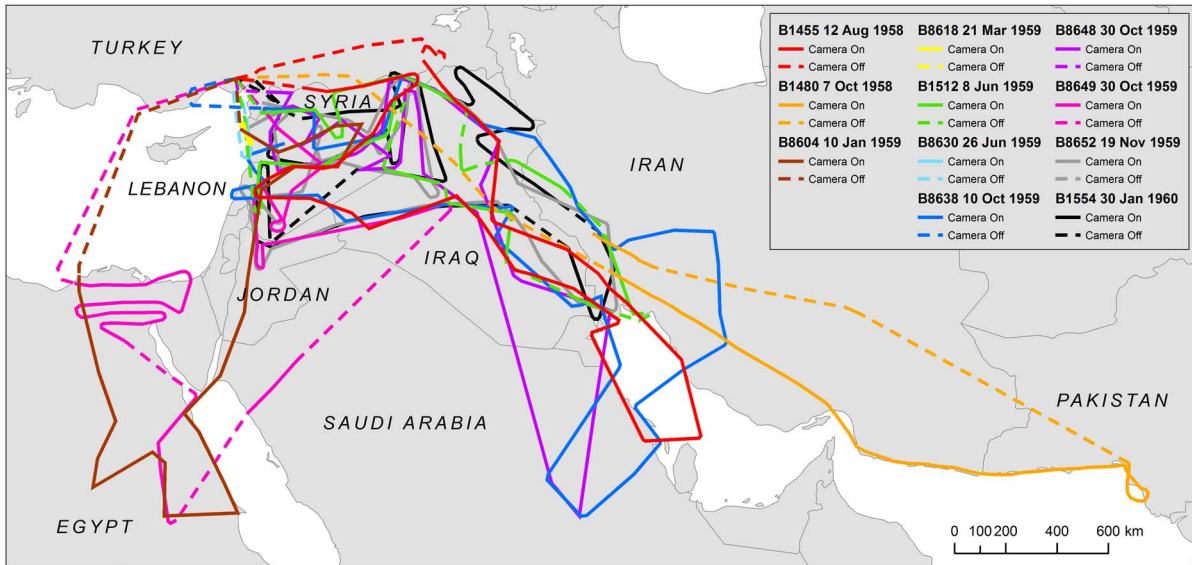 TURKEY
SYRIA
LEBANON
IRAN
IRAQ
JORDAN
SAUDI ARABIA
PAKISTAN
EGYPT
B1455 12 Aug 1958
Camera On
Camera Off
B1480 7 Oct 1958
Camera On
Camera Off
B8604 10 Jan 1959
Camera On
Camera Off
B8618 21 Mar 1959
Camera On
Camera Off
B1512 8 Jun 1959
Camera On
Camera Off
B8630 26 Jun 1959
Camera On
Camera Off
B8638 10 Oct 1959
Camera On
Camera Off
B8648 30 Oct 1959
Camera On
Camera Off
B8649 30 Oct 1959
Camera On
Camera Off
B8652 19 Nov 1959
Camera On
Camera Off
B1554 30 Jan 1960
Camera On
Camera Off
0 100 200 400 600 km